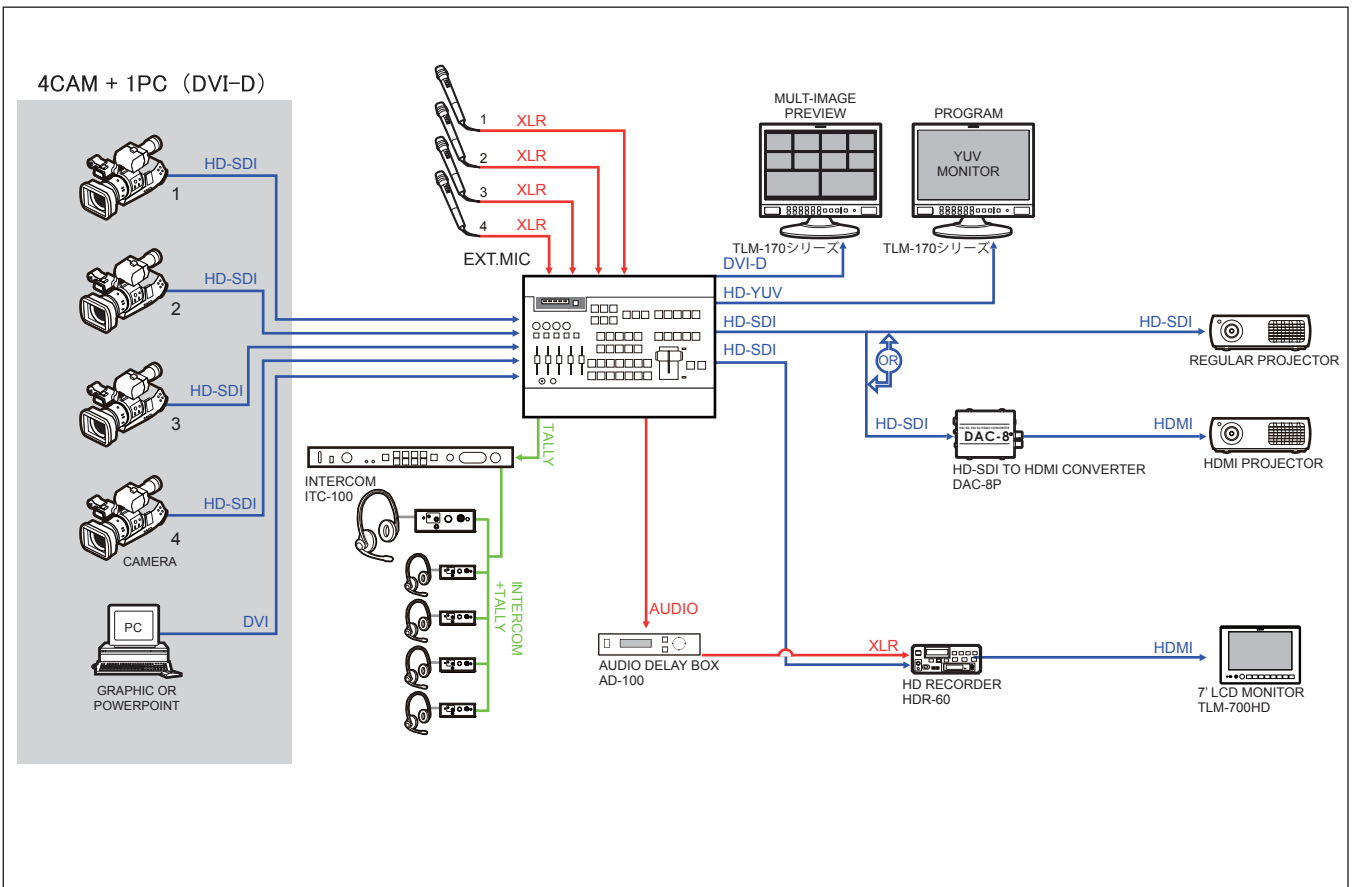 4CAM + 1PC (DVI-D)
HD-SDI
1
HD-SDI
2
HD-SDI
3
HD-SDI
4
CAMERA
PC
DVI
GRAPHIC OR
POWERPOINT
1 XLR
2 XLR
3 XLR
4 XLR
EXT.MIC
MULT-IMAGE
PREVIEW
TLM-170シリーズ
PROGRAM
YUV
MONITOR
TLM-170シリーズ
DVI-D
HD-YUV
HD-SDI
HD-SDI
HD-SDI
REGULAR PROJECTOR
OR
HD-SDI
DAC-8
HD-SDI TO HDMI CONVERTER
DAC-8P
HDMI
HDMI PROJECTOR
TALLY
INTERCOM
ITC-100
INTERCOM
+TALLY
AUDIO
AUDIO DELAY BOX
AD-100
XLR
HD RECORDER
HDR-60
HDMI
7' LCD MONITOR
TLM-700HD